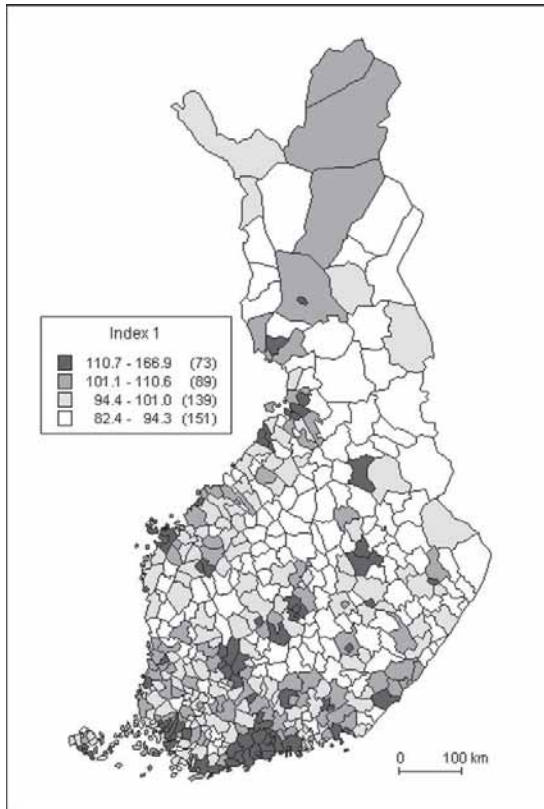 Index 1
110.7 - 166.9 (73)
101.1 - 110.6 (89)
94.4 - 101.0 (139)
82.4 - 94.3 (151)
0 100 km